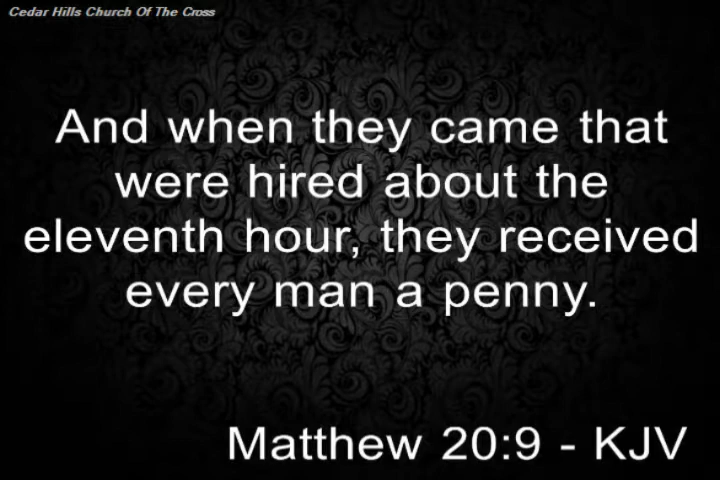 Cedar Hills Church Of The Cross
And when they came that
were hired about the
eleventh hour, they received
every man a penny.
Matthew 20:9 - KJV